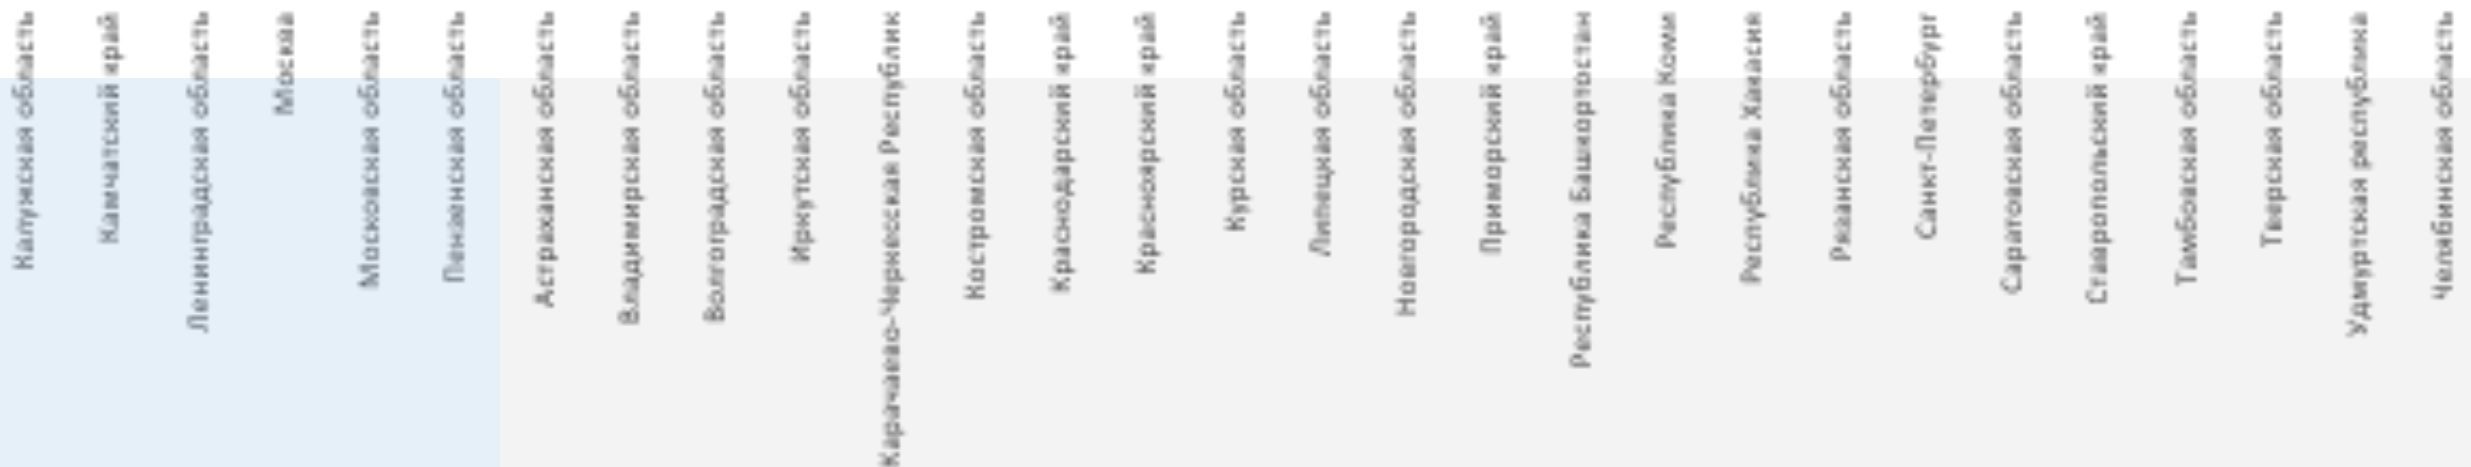 Калужская область
Камчатский край
Ленинградская область
Москва
Московская область
Пензенская область
Астраханская область
Владимирская область
Волгоградская область
Иркутская область
Карачаево-Черкесская Республик
Костромская область
Краснодарский край
Красноярский край
Курская область
Липецкая область
Новгородская область
Приморский край
Республика Башкортостан
Республика Коми
Республика Хакасия
Рязанская область
Санкт-Петербург
Саратовская область
Ставропольский край
Тамбовская область
Тверская область
Удмуртская республика
Челябинская область